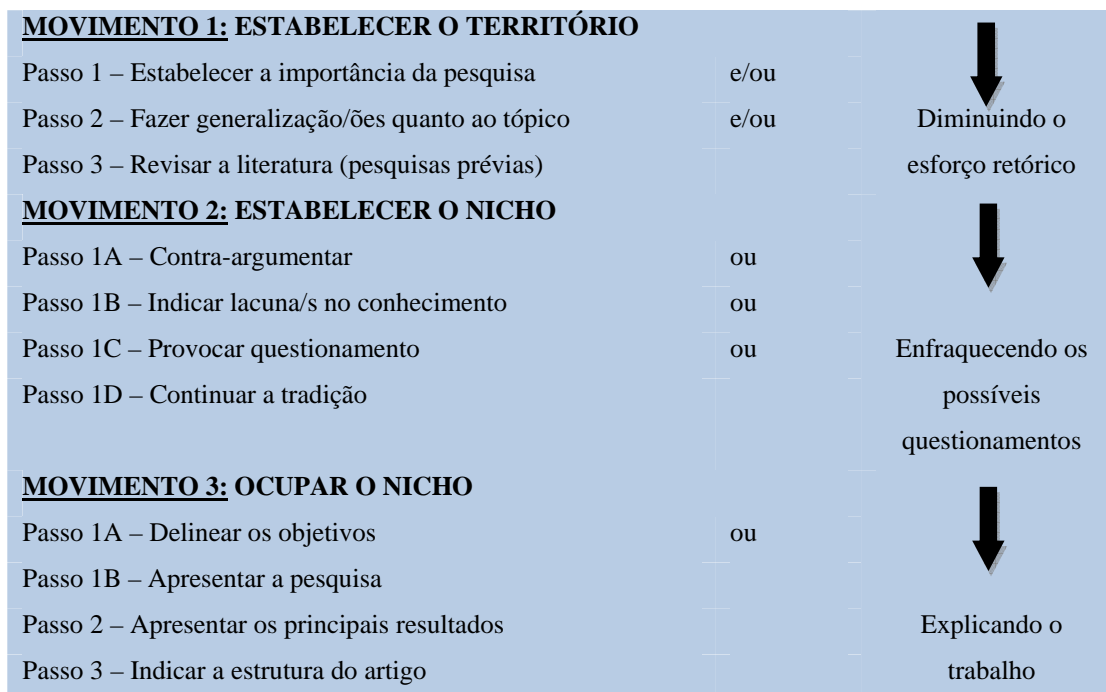 MOVIMENTO 1: ESTABELECER O TERRITÓRIO
Passo 1 – Estabelecer a importância da pesquisa e/ou
Passo 2 – Fazer generalização/ões quanto ao tópico e/ou Diminuindo o
Passo 3 – Revisar a literatura (pesquisas prévias) esforço retórico
MOVIMENTO 2: ESTABELECER O NICHO
Passo 1A – Contra-argumentar ou
Passo 1B – Indicar lacuna/s no conhecimento ou
Passo 1C – Provocar questionamento ou Enfraquecendo os
Passo 1D – Continuar a tradição possíveis
questionamentos
MOVIMENTO 3: OCUPAR O NICHO
Passo 1A – Delinear os objetivos ou
Passo 1B – Apresentar a pesquisa
Passo 2 – Apresentar os principais resultados Explicando o
Passo 3 – Indicar a estrutura do artigo trabalho